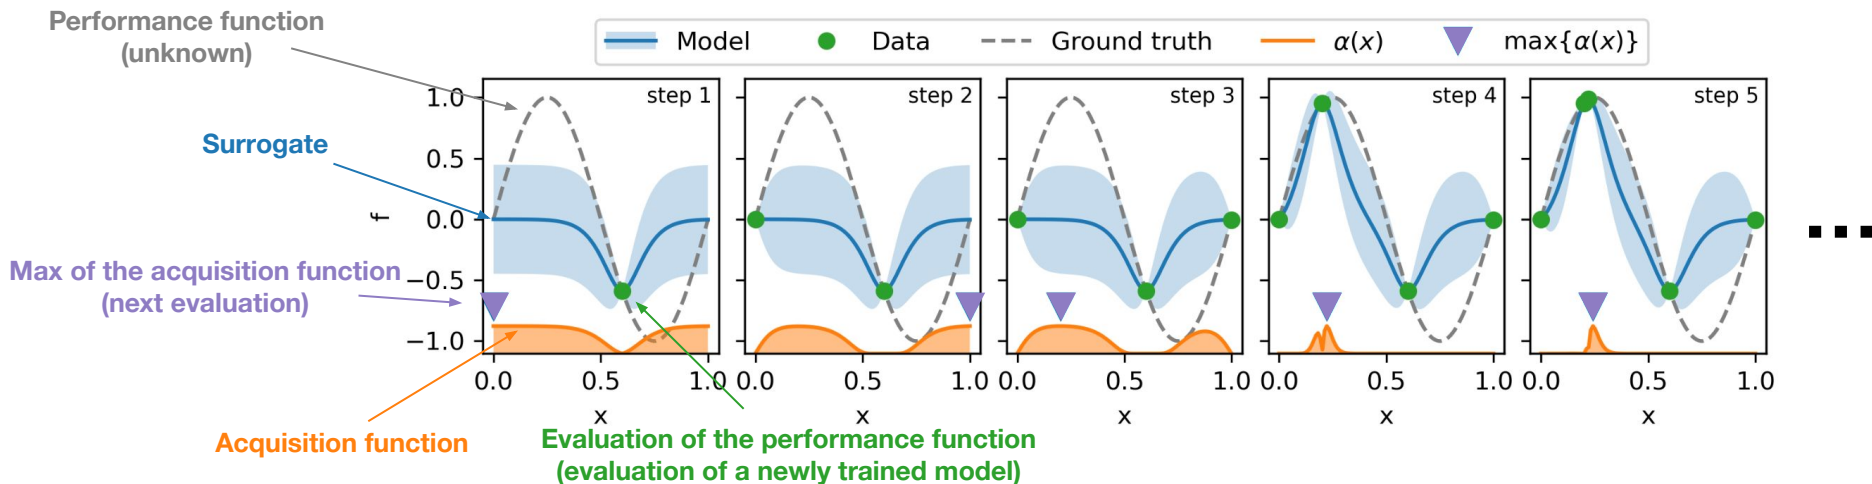 Performance function
(unknown)
Model
Data
Ground truth
α(x)
max{α(x)}
Surrogate
Max of the acquisition function
(next evaluation)
Acquisition function
Evaluation of the performance function
(evaluation of a newly trained model)
f
1.0
0.5
0.0
−0.5
−1.0
step 1
0.0 0.5 1.0
x
step 2
0.0 0.5 1.0
x
step 3
0.0 0.5 1.0
x
step 4
0.0 0.5 1.0
x
step 5
0.0 0.5 1.0
x